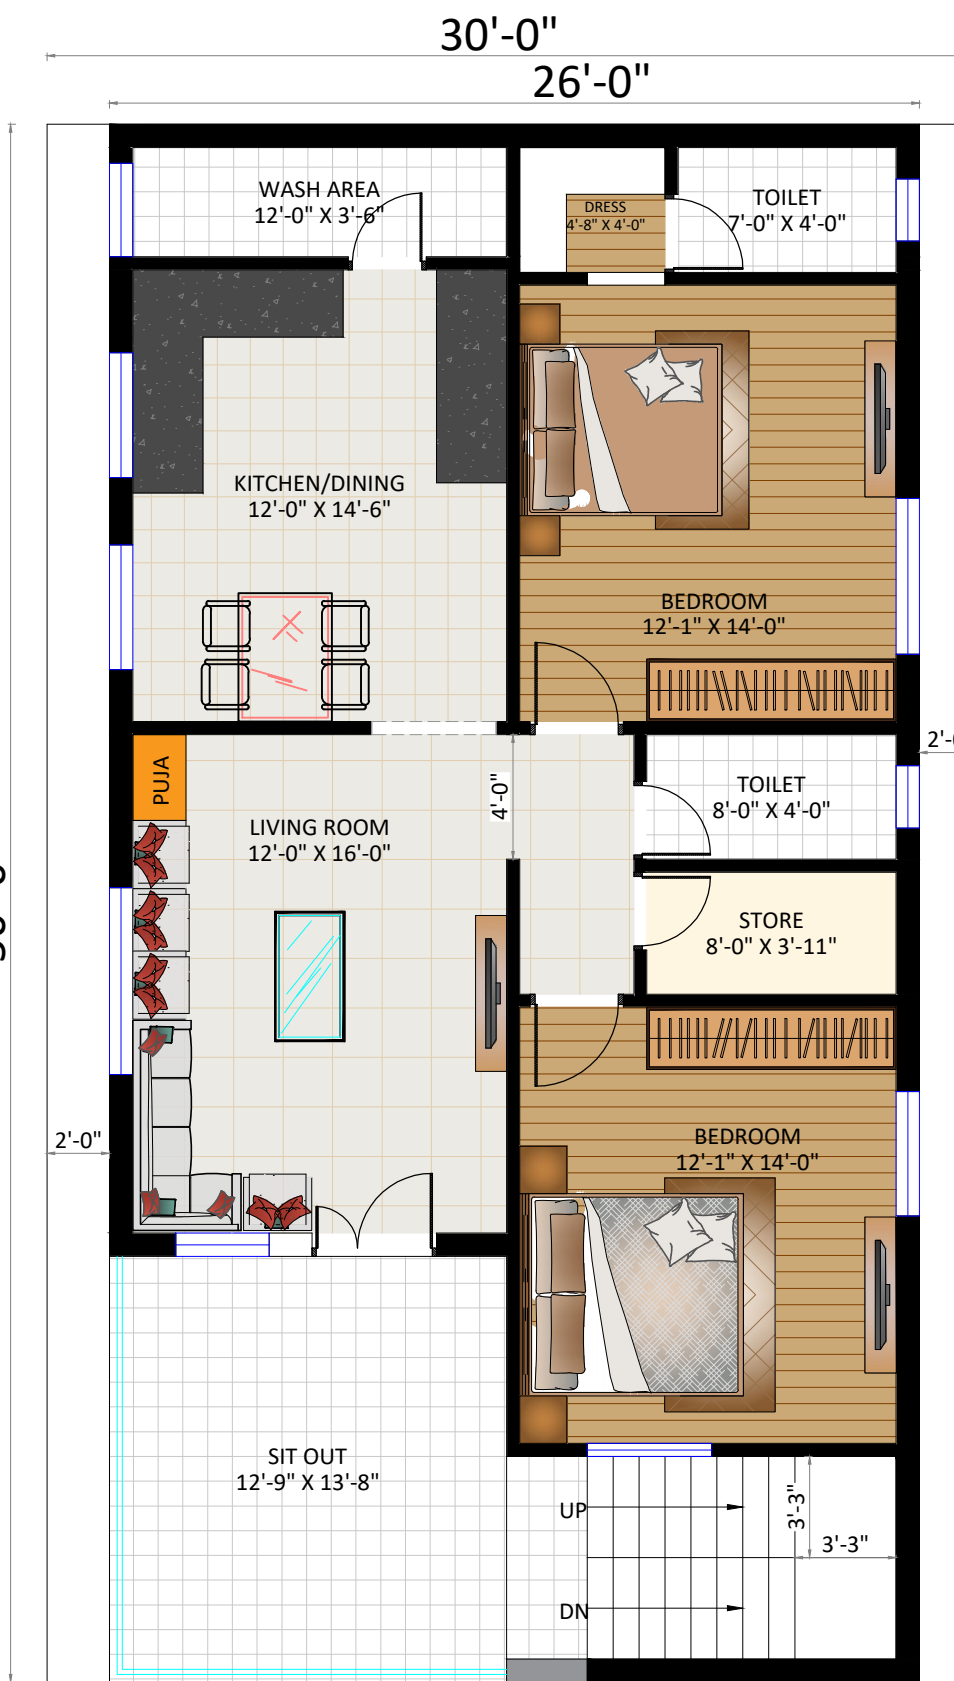 30'-0"
26'-0"
WASH AREA
12'-0" X 3'-6"
DRESS
4'-8" X 4'-0"
TOILET
7'-0" X 4'-0"
KITCHEN/DINING
12'-0" X 14'-6"
BEDROOM
12'-1" X 14'-0"
PUJA
4'-0"
TOILET
8'-0" X 4'-0"
LIVING ROOM
12'-0" X 16'-0"
STORE
8'-0" X 3'-11"
2'-0"
BEDROOM
12'-1" X 14'-0"
SIT OUT
12'-9" X 13'-8"
UP
3'-3"
3'-3"
DN